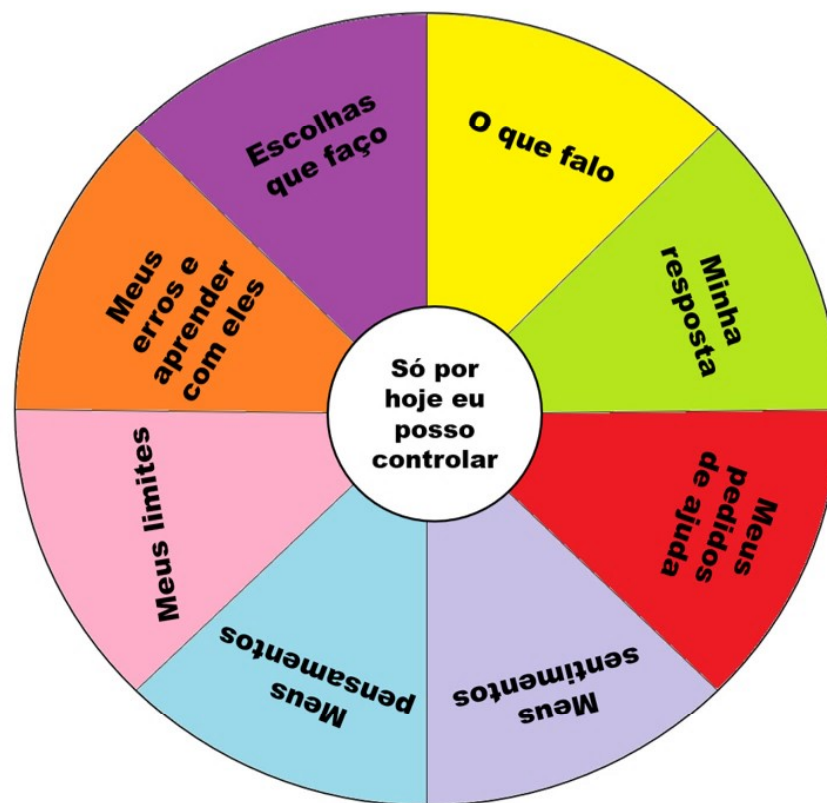 Só por
hoje eu
posso
controlar
O que falo
Minha
resposta
Meus
pedidos
de ajuda
Meus
sentimentos
Meus
pensamentos
Meus limites
Meus
erros e
aprender
com eles
Escolhas
que faço